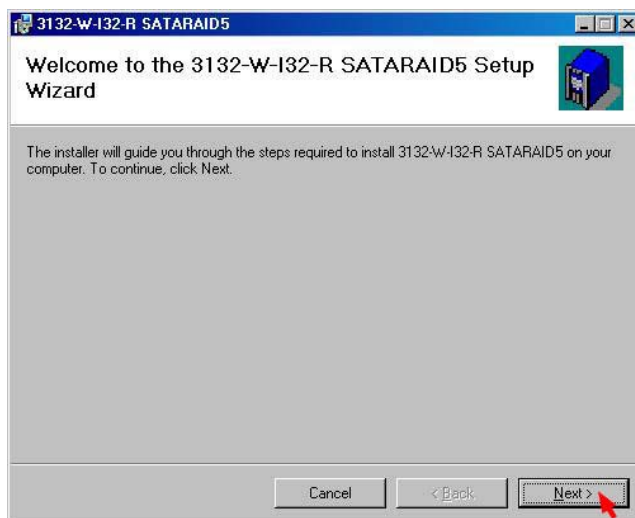 3132-W-I32-R SATARAID5
Welcome to the 3132-W-I32-R SATARAID5 Setup
Wizard
The installer will guide you through the steps required to install 3132-W-I32-R SATARAID5 on your
computer. To continue, click Next.
Cancel
< Back
Next >